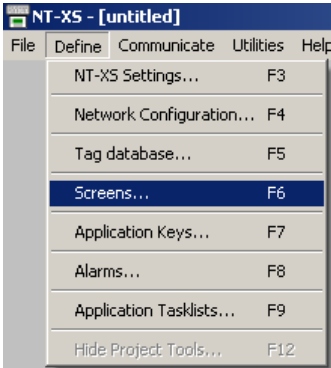 NT-XS - [untitled]
File Define Communicate Utilities Help
NT-XS Settings... F3
Network Configuration... F4
Tag database... F5
Screens... F6
Application Keys... F7
Alarms... F8
Application Tasklists... F9
Hide Project Tools... F12